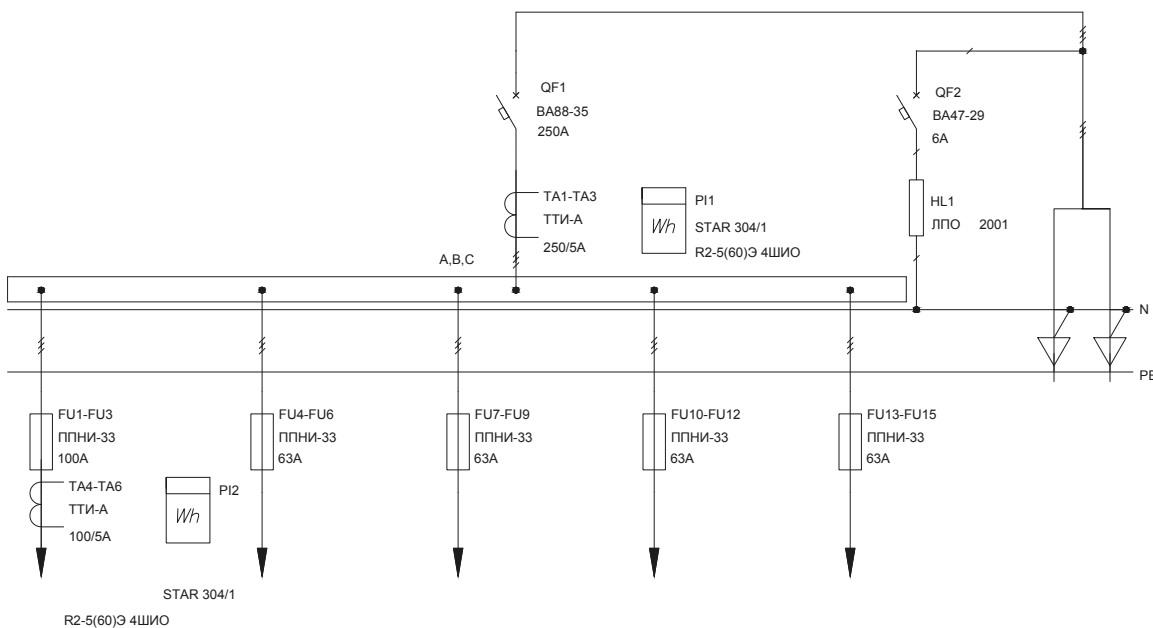 QF1
ВА88-35
250А
QF2
ВА47-29
6А
ТА1-ТА3
ТТИ-А
250/5А
Wh
PI1
STAR 304/1
R2-5(60)Э 4ШИО
HL1
ЛПО 2001
А,В,С
N
PE
FU1-FU3
ППНИ-33
100А
FU4-FU6
ППНИ-33
63А
FU7-FU9
ППНИ-33
63А
FU10-FU12
ППНИ-33
63А
FU13-FU15
ППНИ-33
63А
ТА4-ТА6
ТТИ-А
100/5А
Wh
PI2
STAR 304/1
R2-5(60)Э 4ШИО